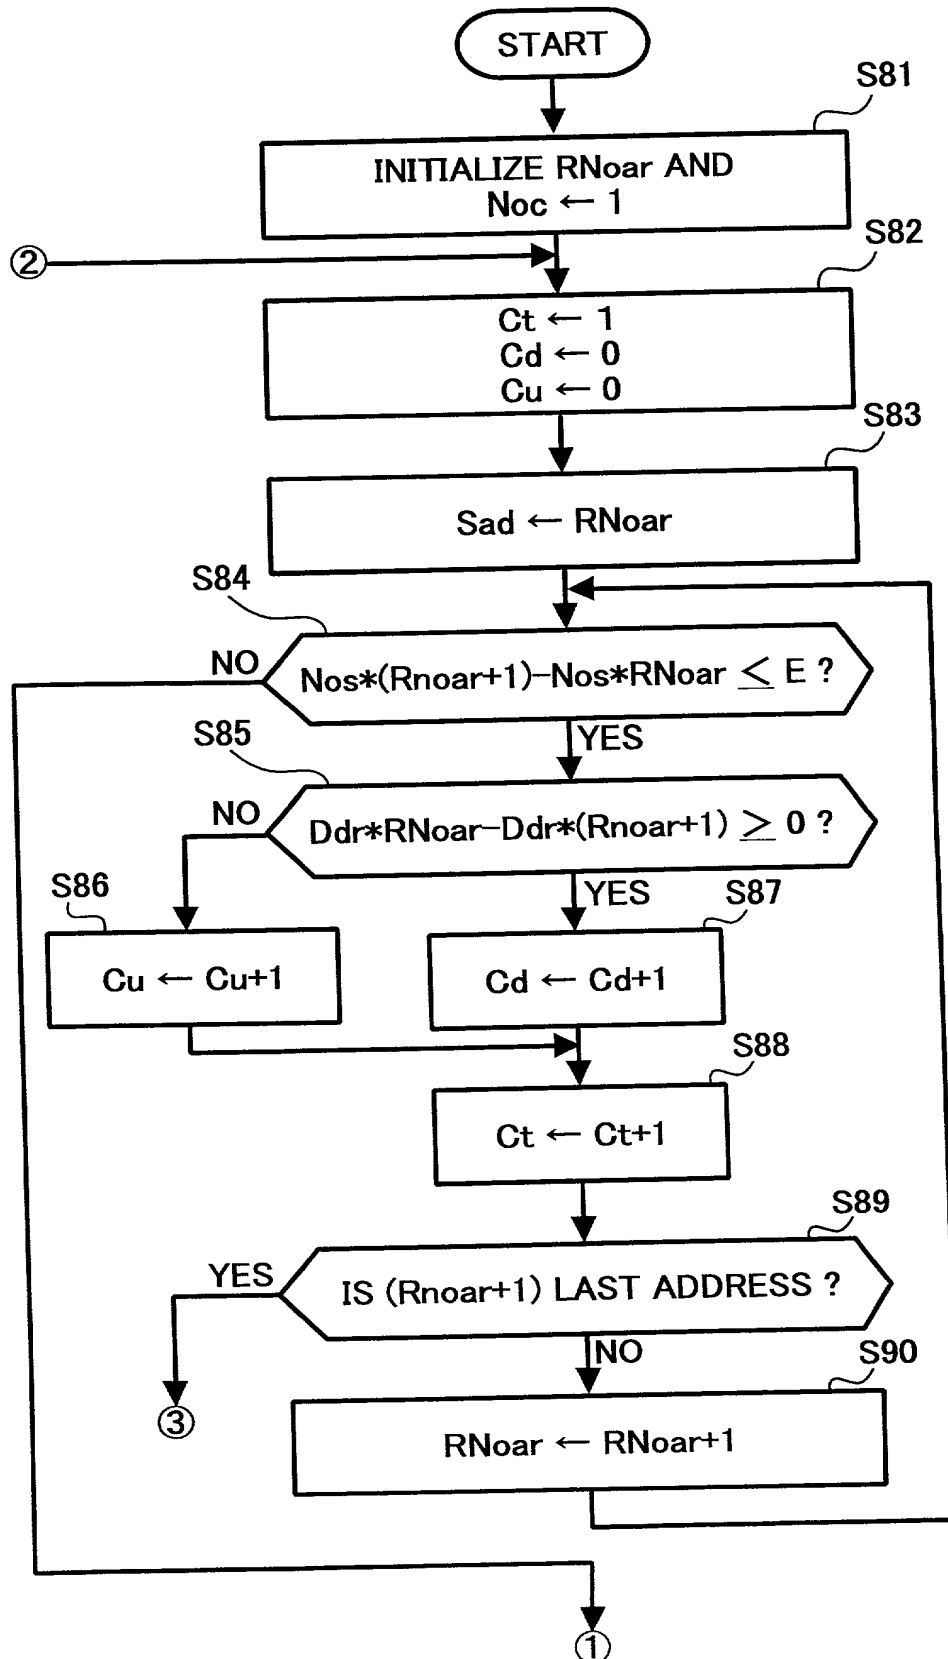 START
S81
INITIALIZE RNoar AND
Noc ← 1
②
S82
Ct ← 1
Cd ← 0
Cu ← 0
S83
Sad ← RNoar
S84
NO
Nos*(Rnoar+1)-Nos*RNoar ≤ E ?
YES
S85
NO
Ddr*RNoar-Ddr*(Rnoar+1) ≥ 0 ?
YES
S86
S87
Cu ← Cu+1
Cd ← Cd+1
S88
Ct ← Ct+1
S89
YES
IS (Rnoar+1) LAST ADDRESS ?
NO
S90
③
RNoar ← RNoar+1
①